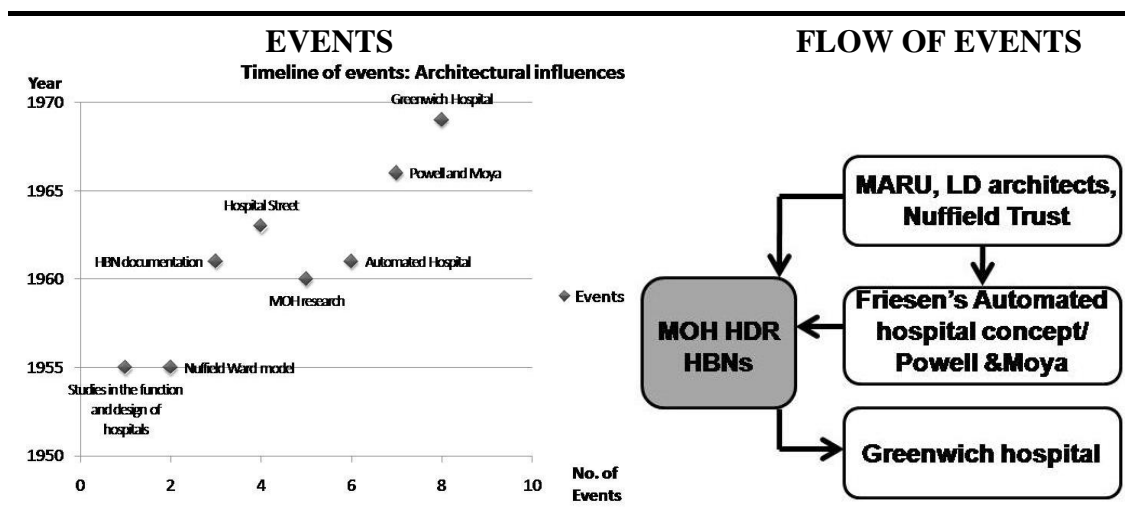 EVENTS
FLOW OF EVENTS
Timeline of events: Architectural influences
Year
1970
1965
1960
1955
1950
0
2
4
6
8
10
No. of
Events
Greenwich Hospital
Powell and Moya
Hospital Street
HBN documentation
Automated Hospital
MOH research
Nuffield Ward model
Studies in the function
and design of
hospitals
Events
MARU, LD architects,
Nuffield Trust
Friesen's Automated
hospital concept/
Powell &Moya
MOH HDR
HBNs
Greenwich hospital